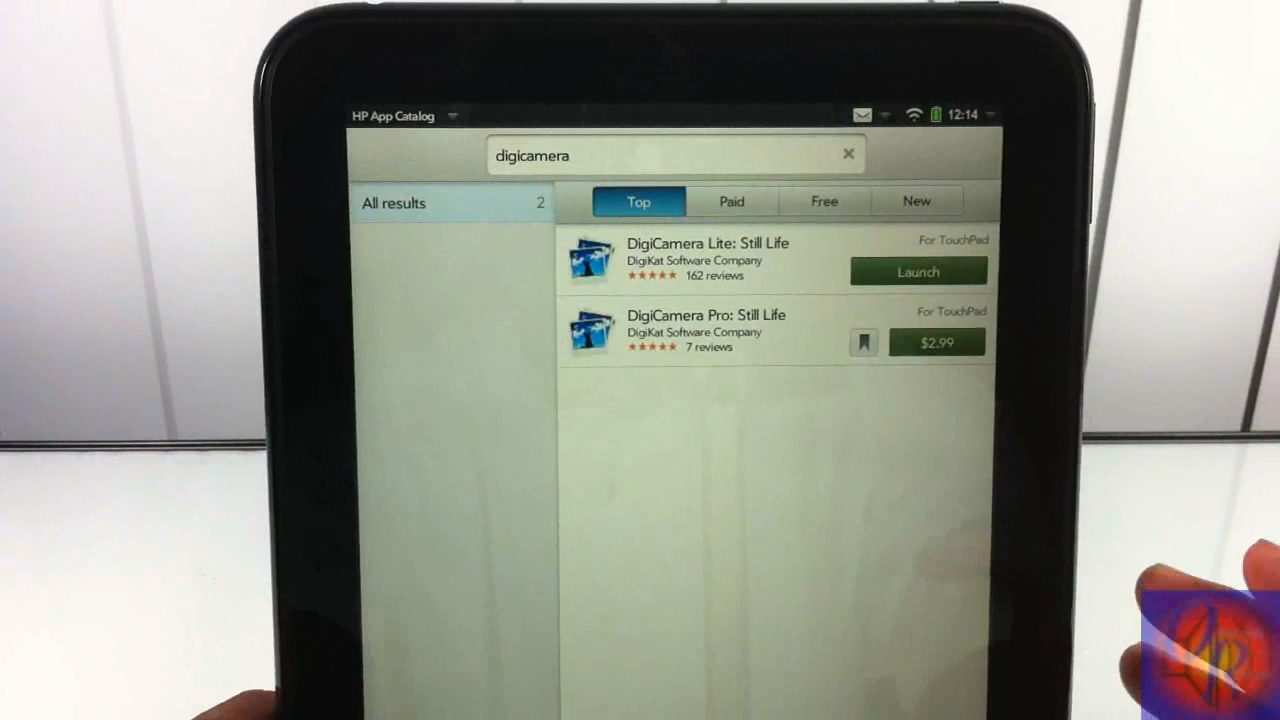 HP App Catalog
12:14
digicamera
All results 2
Top Paid Free New
DigiCamera Lite: Still Life
For TouchPad
DigiKat Software Company
162 reviews
Launch
DigiCamera Pro: Still Life
For TouchPad
DigiKat Software Company
7 reviews
$2.99